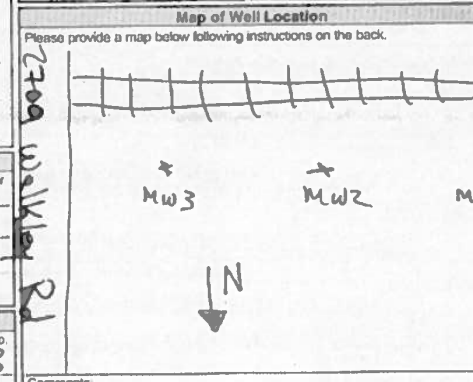 Map of Well Location
Please provide a map below following instructions on the back.
2700 Walkley Rd
MW3
MW2
M
N
Comments: